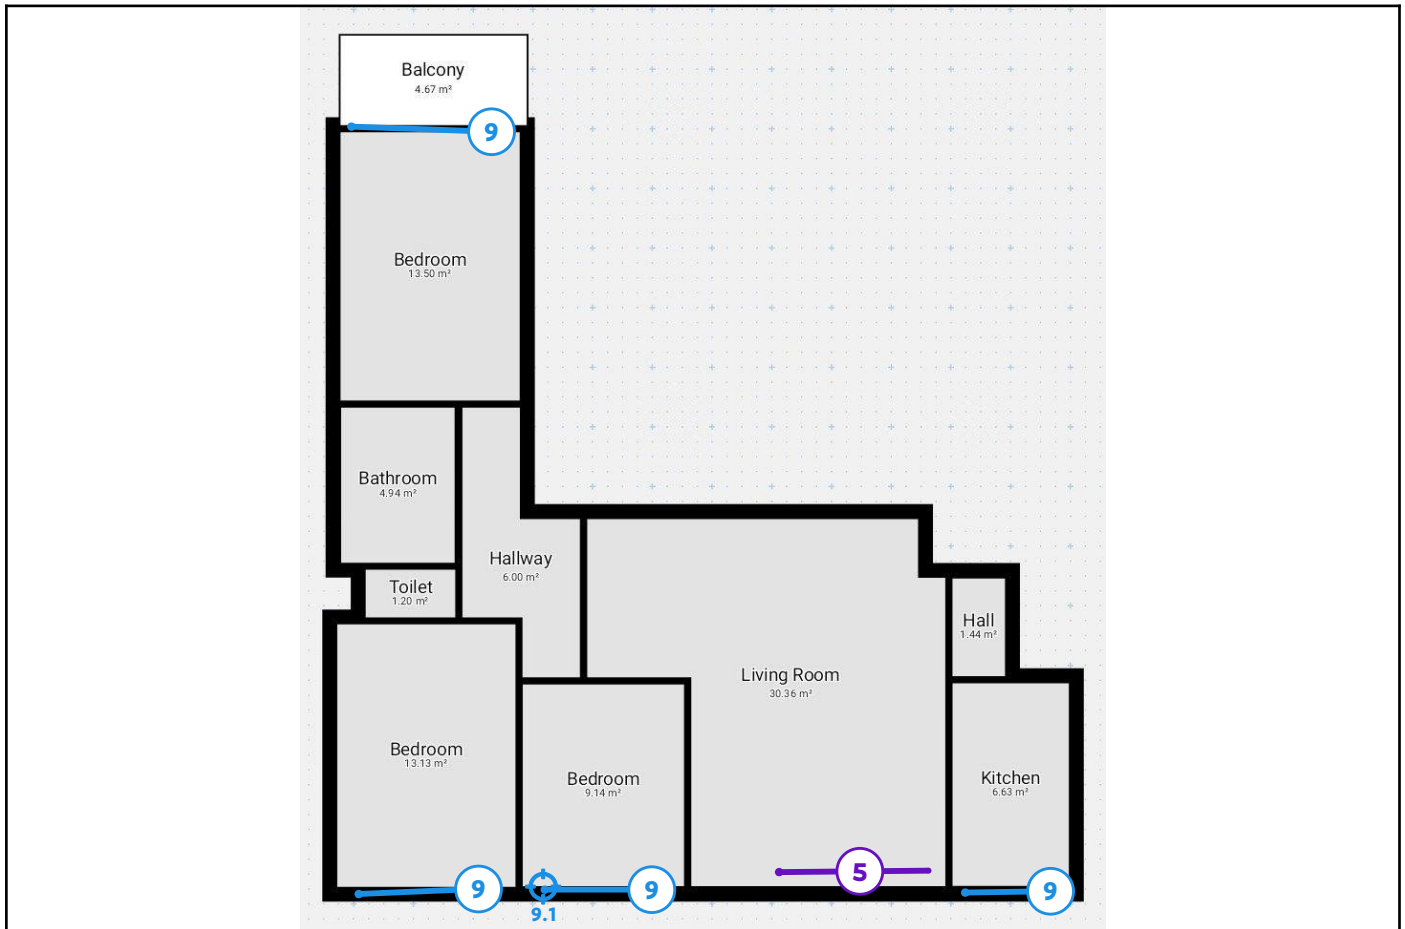 Balcony
4.67 m²
9
Bedroom
13.50 m²
Bathroom
4.94 m²
Hallway
6.00 m²
Toilet
1.20 m²
Hall
1.44 m²
Living Room
30.36 m²
Bedroom
13.13 m²
Bedroom
9.14 m²
Kitchen
6.63 m²
5
9
9
9
9.1